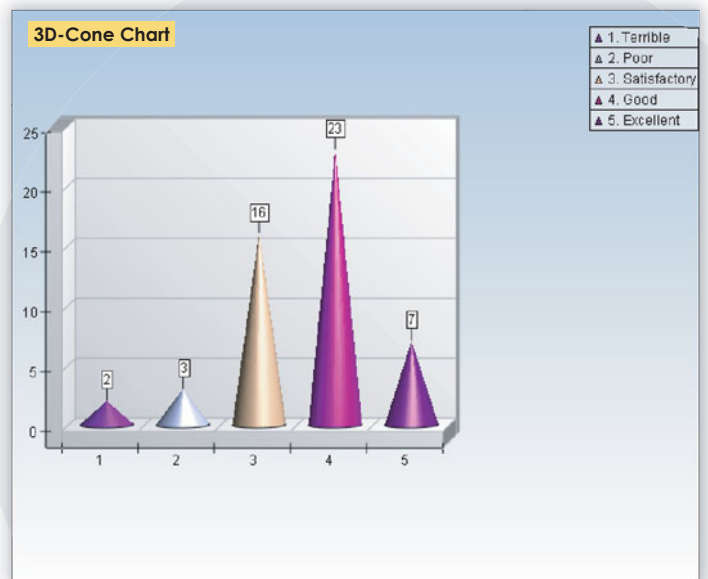 3D-Cone Chart
1. Terrible
2. Poor
3. Satisfactory
4. Good
5. Excellent
25
20
15
10
5
0
2
3
16
23
7
1
2
3
4
5